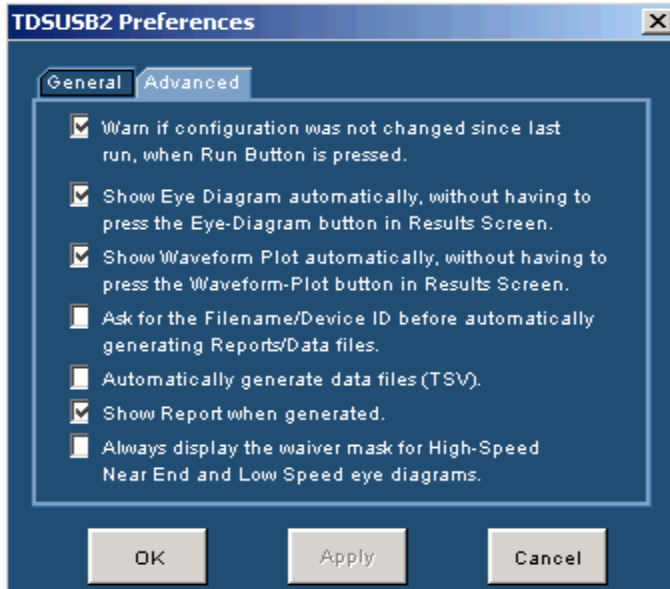 TDSUSB2 Preferences
General Advanced
Warn if configuration was not changed since last
run, when Run Button is pressed.
Show Eye Diagram automatically, without having to
press the Eye-Diagram button in Results Screen.
Show Waveform Plot automatically, without having to
press the Waveform-Plot button in Results Screen.
Ask for the Filename/Device ID before automatically
generating Reports/Data files.
Automatically generate data files (TSV).
Show Report when generated.
Always display the waiver mask for High-Speed
Near End and Low Speed eye diagrams.
OK Apply Cancel